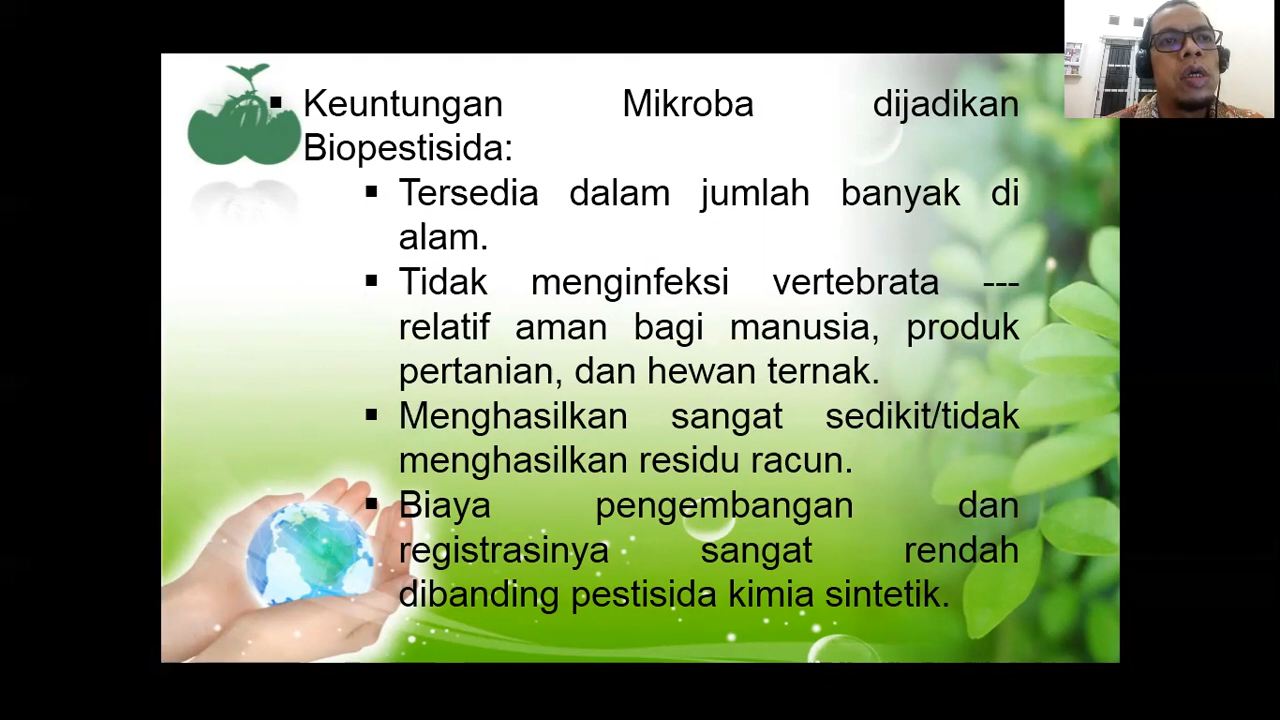 ▪ Keuntungan Mikroba dijadikan
Biopestisida:
▪ Tersedia dalam jumlah banyak di
alam.
▪ Tidak menginfeksi vertebrata ---
relatif aman bagi manusia, produk
pertanian, dan hewan ternak.
▪ Menghasilkan sangat sedikit/tidak
menghasilkan residu racun.
▪ Biaya pengembangan dan
registrasinya sangat rendah
dibanding pestisida kimia sintetik.